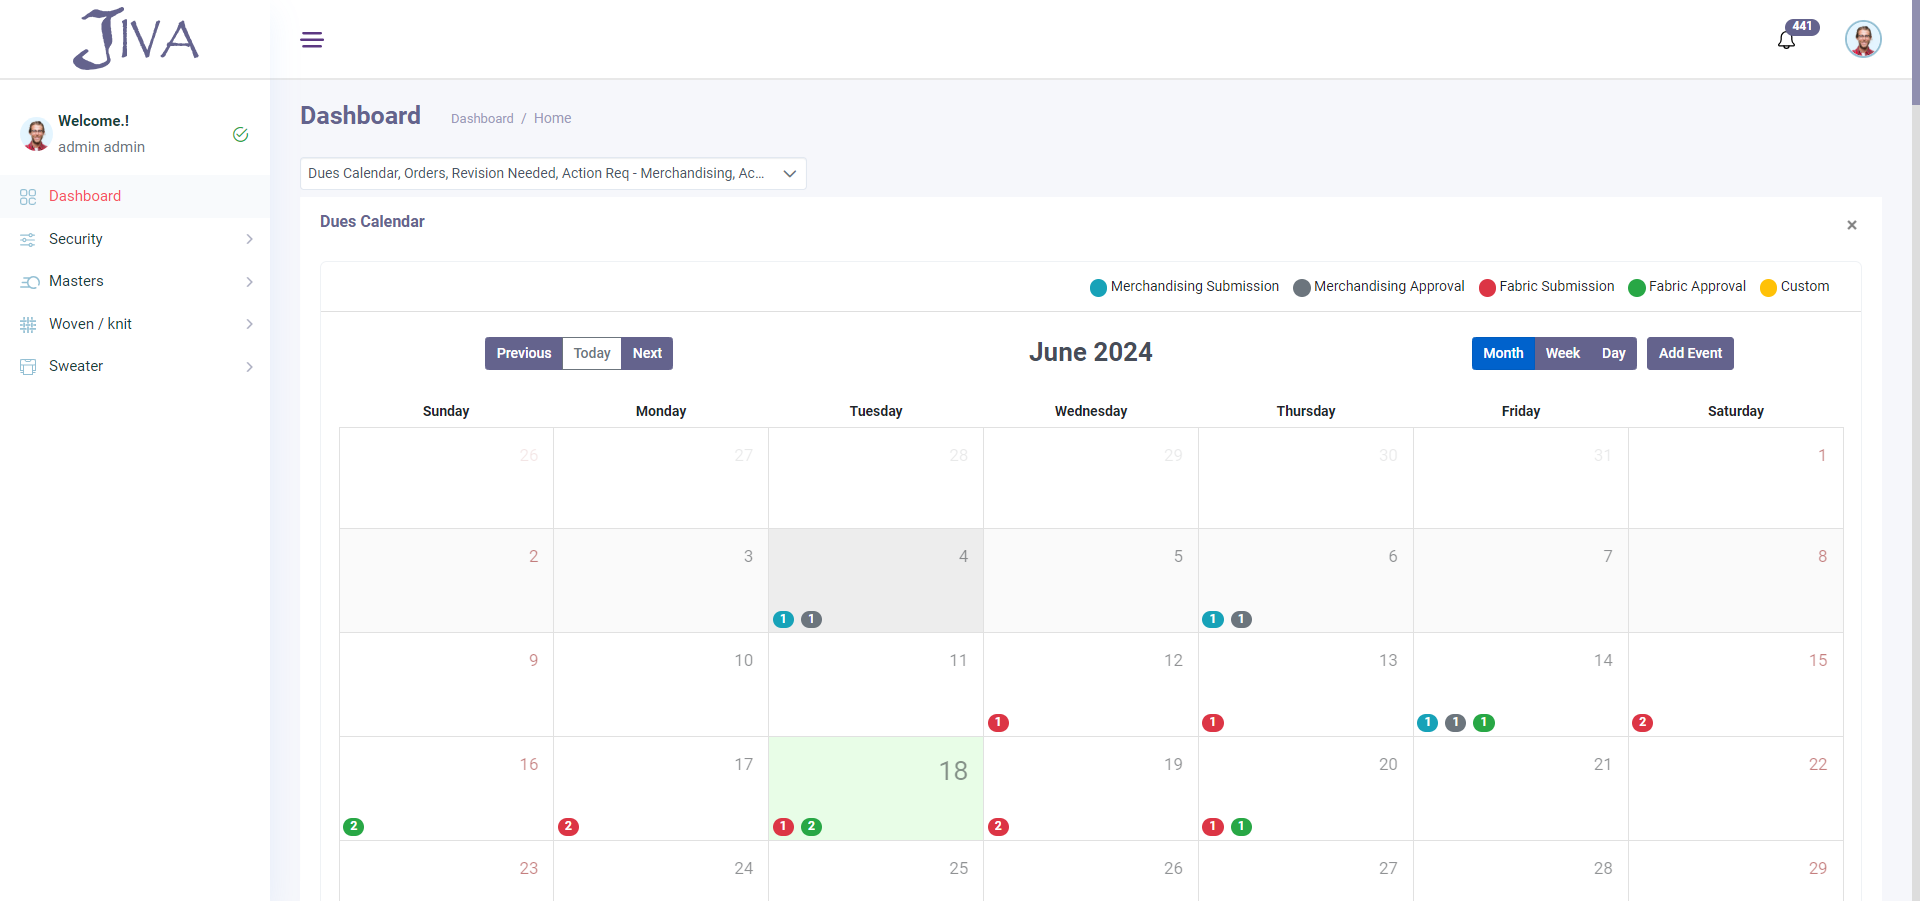 JIVA
441
Welcome.!
admin admin
Dashboard
Security
Masters
Woven / knit
Sweater
Dashboard
Dashboard / Home
Dues Calendar, Orders, Revision Needed, Action Req - Merchandising, Ac...
Dues Calendar
×
Merchandising Submission Merchandising Approval Fabric Submission Fabric Approval Custom
Previous Today Next
June 2024
Month Week Day Add Event
Sunday Monday Tuesday Wednesday Thursday Friday Saturday
26 27 28 29 30 31 1
2 3 4 5 6 7 8
1 1 1 1
9 10 11 12 13 14 15
1 1 1 1 1 2
16 17 18 19 20 21 22
2 2 1 2 2 1 1
23 24 25 26 27 28 29